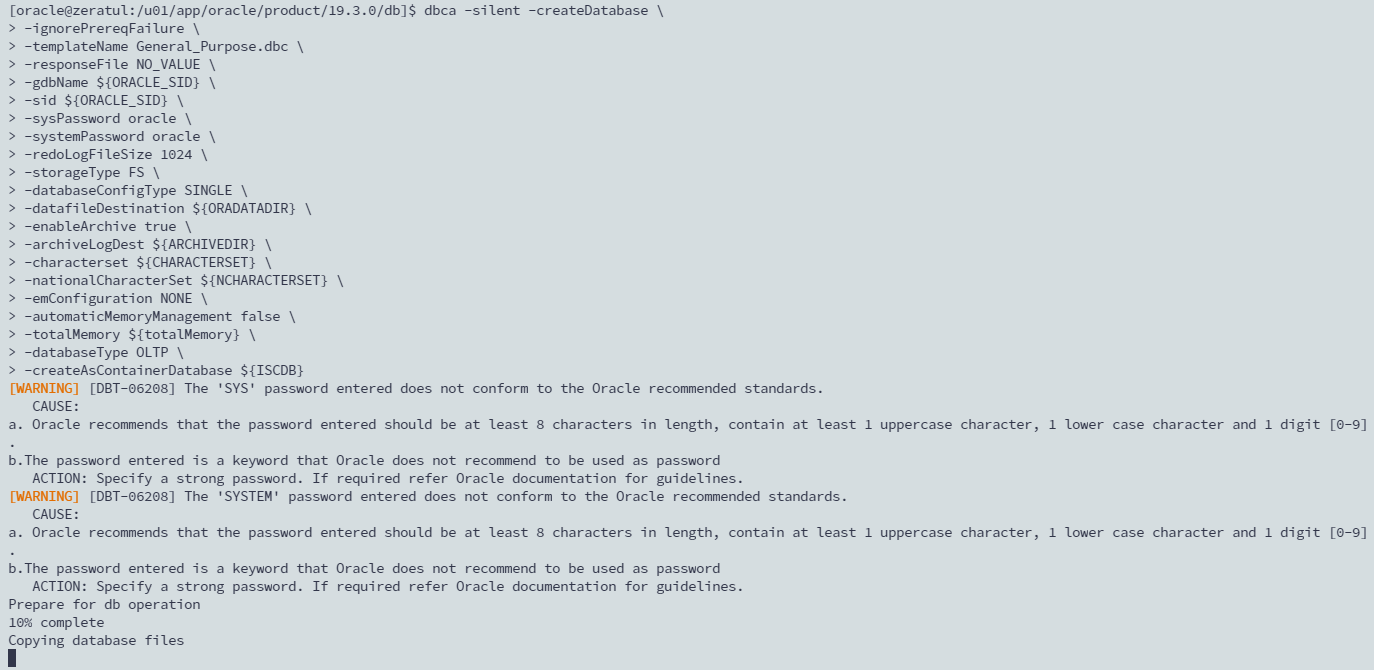 [oracle@zeratul:/u01/app/oracle/product/19.3.0/db]$ dbca -silent -createDatabase \
> -ignorePrereqFailure \
> -templateName General_Purpose.dbc \
> -responseFile NO_VALUE \
> -gdbName ${ORACLE_SID} \
> -sid ${ORACLE_SID} \
> -sysPassword oracle \
> -systemPassword oracle \
> -redoLogFileSize 1024 \
> -storageType FS \
> -databaseConfigType SINGLE \
> -datafileDestination ${ORADATADIR} \
> -enableArchive true \
> -archiveLogDest ${ARCHIVEDIR} \
> -characterset ${CHARACTERSET} \
> -nationalCharacterSet ${NCHARACTERSET} \
> -emConfiguration NONE \
> -automaticMemoryManagement false \
> -totalMemory ${totalMemory} \
> -databaseType OLTP \
> -createAsContainerDatabase ${ISCDB}
[WARNING] [DBT-06208] The 'SYS' password entered does not conform to the Oracle recommended standards.
   CAUSE:
a. Oracle recommends that the password entered should be at least 8 characters in length, contain at least 1 uppercase character, 1 lower case character and 1 digit [0-9]
.
b.The password entered is a keyword that Oracle does not recommend to be used as password
   ACTION: Specify a strong password. If required refer Oracle documentation for guidelines.
[WARNING] [DBT-06208] The 'SYSTEM' password entered does not conform to the Oracle recommended standards.
   CAUSE:
a. Oracle recommends that the password entered should be at least 8 characters in length, contain at least 1 uppercase character, 1 lower case character and 1 digit [0-9]
.
b.The password entered is a keyword that Oracle does not recommend to be used as password
   ACTION: Specify a strong password. If required refer Oracle documentation for guidelines.
Prepare for db operation
10% complete
Copying database files